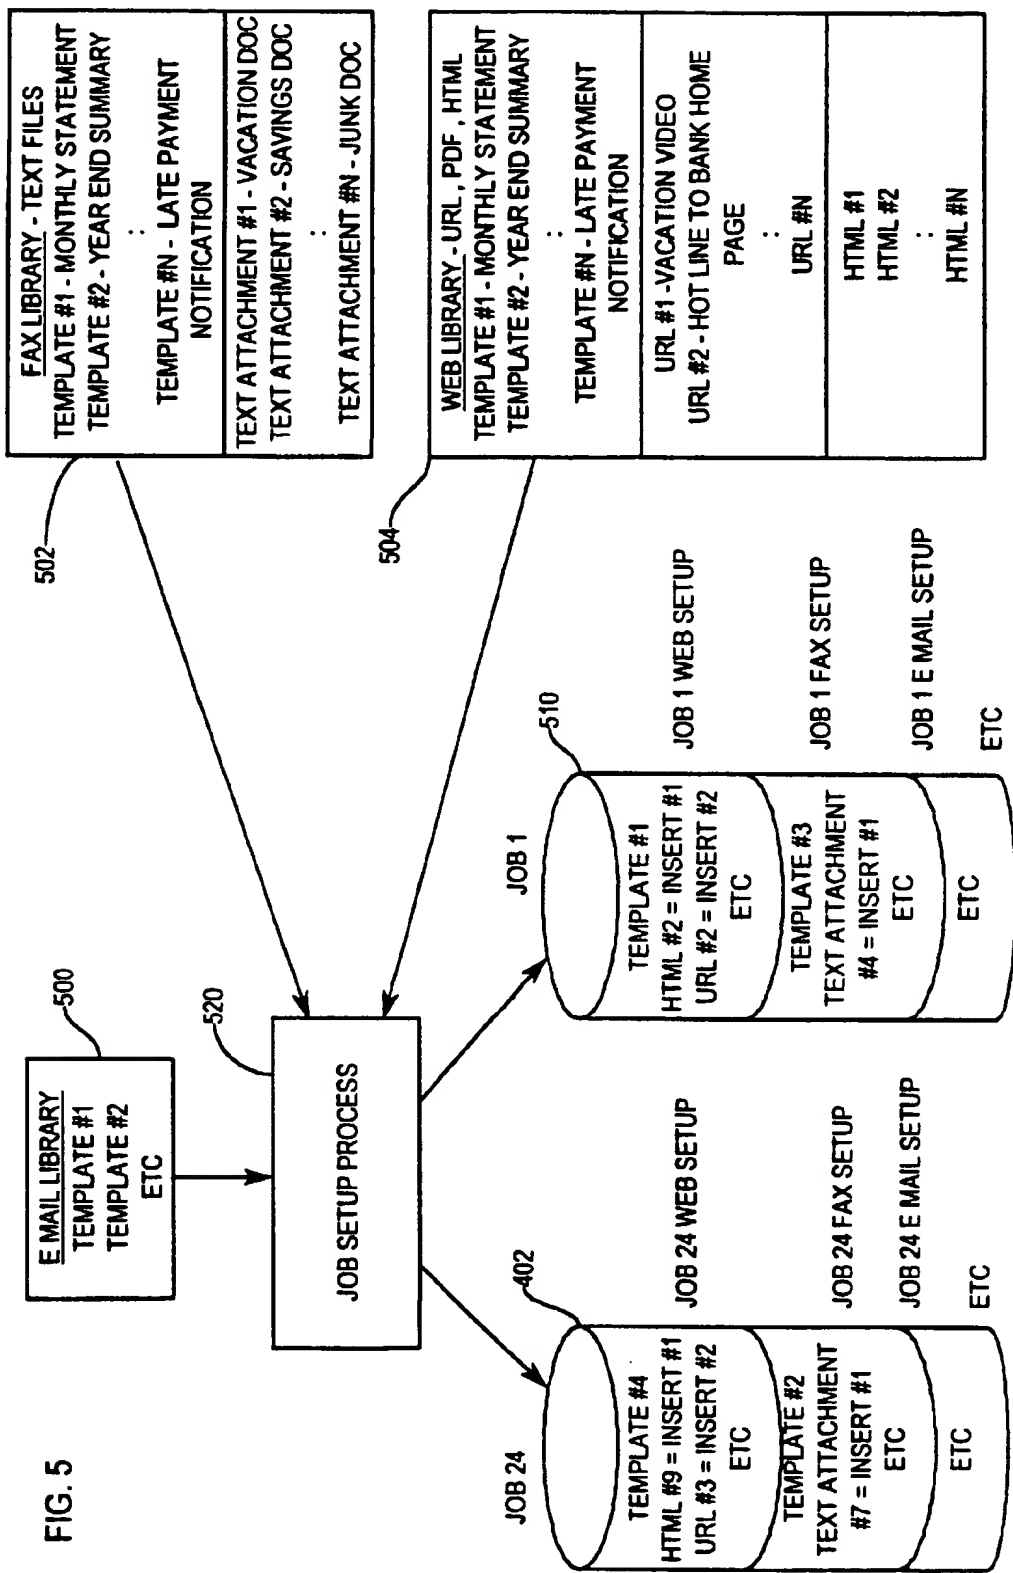 FIG. 5
E MAIL LIBRARY
TEMPLATE #1
TEMPLATE #2
ETC
500
520
JOB SETUP PROCESS
502
FAX LIBRARY - TEXT FILES
TEMPLATE #1 - MONTHLY STATEMENT
TEMPLATE #2 - YEAR END SUMMARY
:
TEMPLATE #N - LATE PAYMENT
NOTIFICATION
TEXT ATTACHMENT #1 - VACATION DOC
TEXT ATTACHMENT #2 - SAVINGS DOC
:
TEXT ATTACHMENT #N - JUNK DOC
504
WEB LIBRARY - URL, PDF, HTML
TEMPLATE #1 - MONTHLY STATEMENT
TEMPLATE #2 - YEAR END SUMMARY
:
TEMPLATE #N - LATE PAYMENT
NOTIFICATION
URL #1 -VACATION VIDEO
URL #2 - HOT LINE TO BANK HOME
PAGE
:
URL #N
HTML #1
HTML #2
:
HTML #N
JOB 24
402
TEMPLATE #4
HTML #9 = INSERT #1
URL #3 = INSERT #2
ETC
JOB 24 WEB SETUP
TEMPLATE #2
TEXT ATTACHMENT
#7 = INSERT #1
ETC
JOB 24 FAX SETUP
JOB 24 E MAIL SETUP
ETC
ETC
JOB 1
510
TEMPLATE #1
HTML #2 = INSERT #1
URL #2 = INSERT #2
ETC
JOB 1 WEB SETUP
TEMPLATE #3
TEXT ATTACHMENT
#4 = INSERT #1
ETC
JOB 1 FAX SETUP
JOB 1 E MAIL SETUP
ETC
ETC